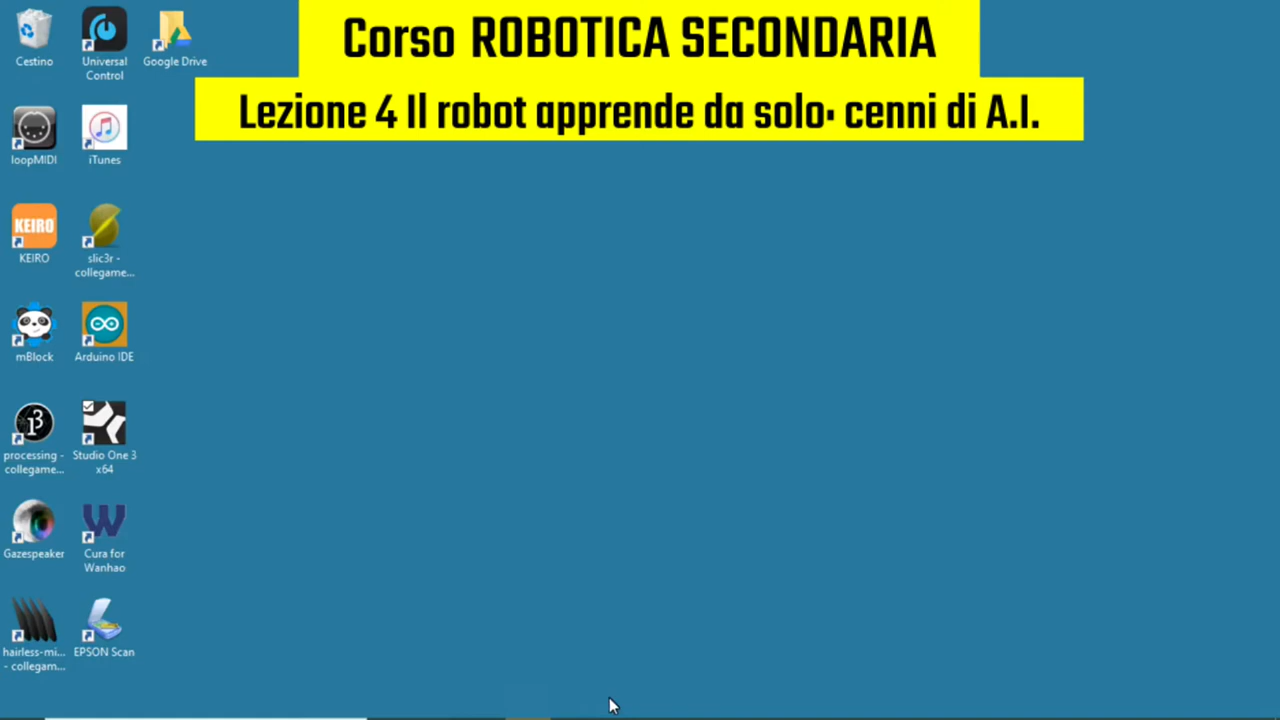 Corso ROBOTICA SECONDARIA
Lezione 4 Il robot apprende da solo: cenni di A.I.
Cestino
Universal
Control
Google Drive
loopMIDI
iTunes
KEIRO
KEIRO
slic3r -
collegame...
mBlock
Arduino IDE
processing -
collegame...
Studio One 3
x64
Gazespeaker
Cura for
Wanhao
hairless-mi...
- collegam...
EPSON Scan